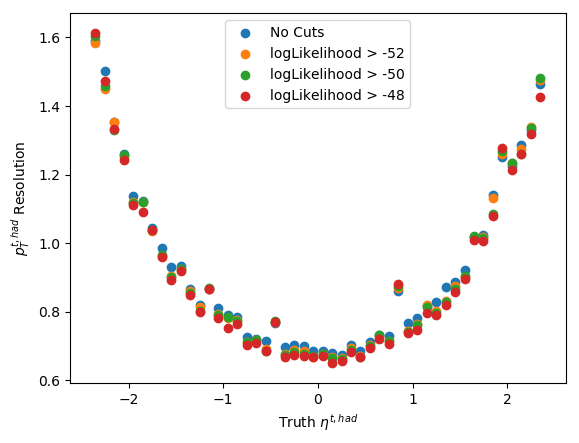 No Cuts
logLikelihood > -52
logLikelihood > -50
logLikelihood > -48
1.6
1.4
1.2
1.0
0.8
0.6
−2
−1
0
1
2
p_T^{t, had} Resolution
Truth η^{t, had}